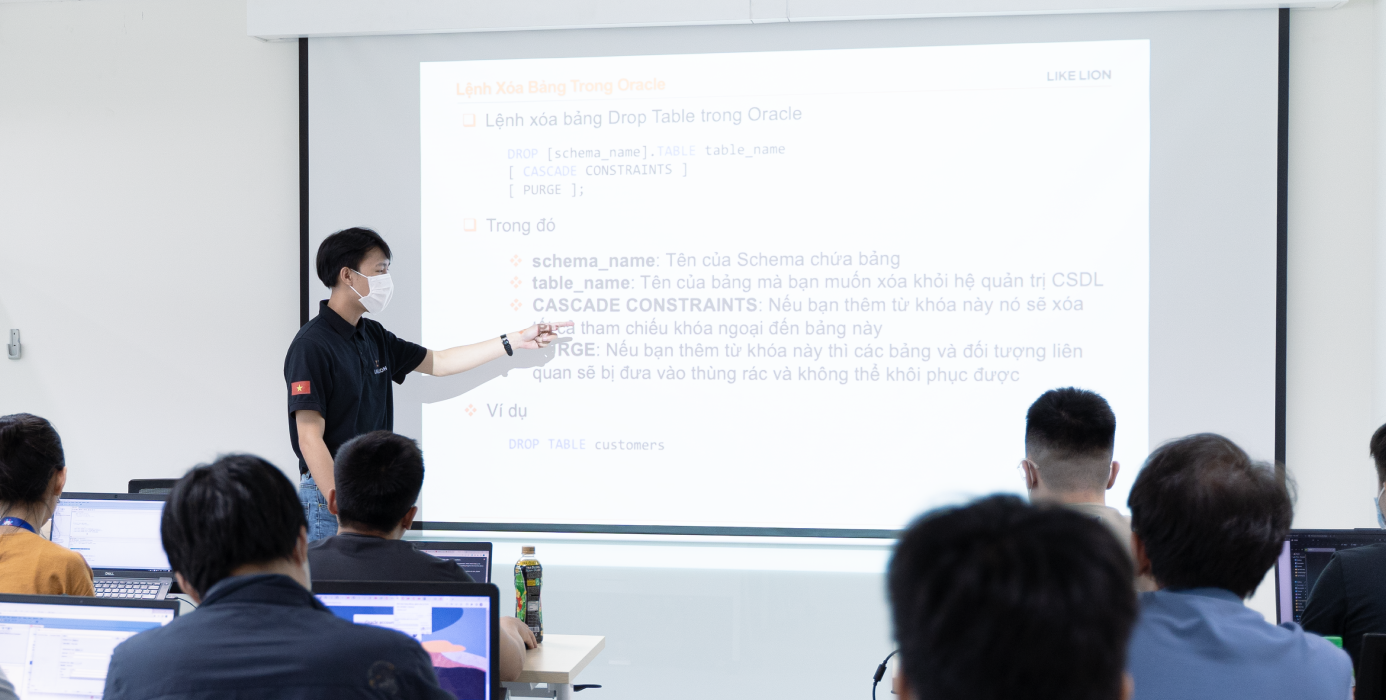 Lệnh Xóa Bảng Trong Oracle
LIKE LION
Lệnh xóa bảng Drop Table trong Oracle
DROP [schema_name].TABLE table_name
[ CASCADE CONSTRAINTS ]
[ PURGE ];
Trong đó
schema_name: Tên của Schema chứa bảng
table_name: Tên của bảng mà bạn muốn xóa khỏi hệ quản trị CSDL
CASCADE CONSTRAINTS: Nếu bạn thêm từ khóa này nó sẽ xóa
tham chiếu khóa ngoại đến bảng này
Nếu bạn thêm từ khóa này thì các bảng và đối tượng liên
quan sẽ bị đưa vào thùng rác và không thể khôi phục được
Ví dụ
DROP TABLE customers